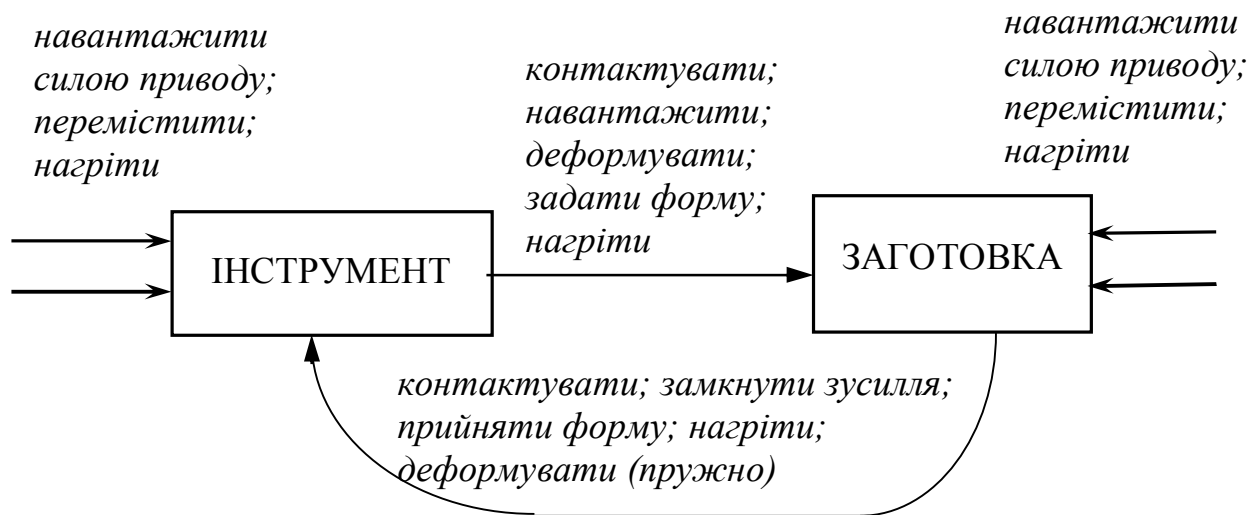 навантажити
силою приводу;
перемістити;
нагріти
контактувати;
навантажити;
деформувати;
задати форму;
нагріти
навантажити
силою приводу;
перемістити;
нагріти
ІНСТРУМЕНТ
ЗАГОТОВКА
контактувати; замкнути зусилля;
прийняти форму; нагріти;
деформувати (пружно)